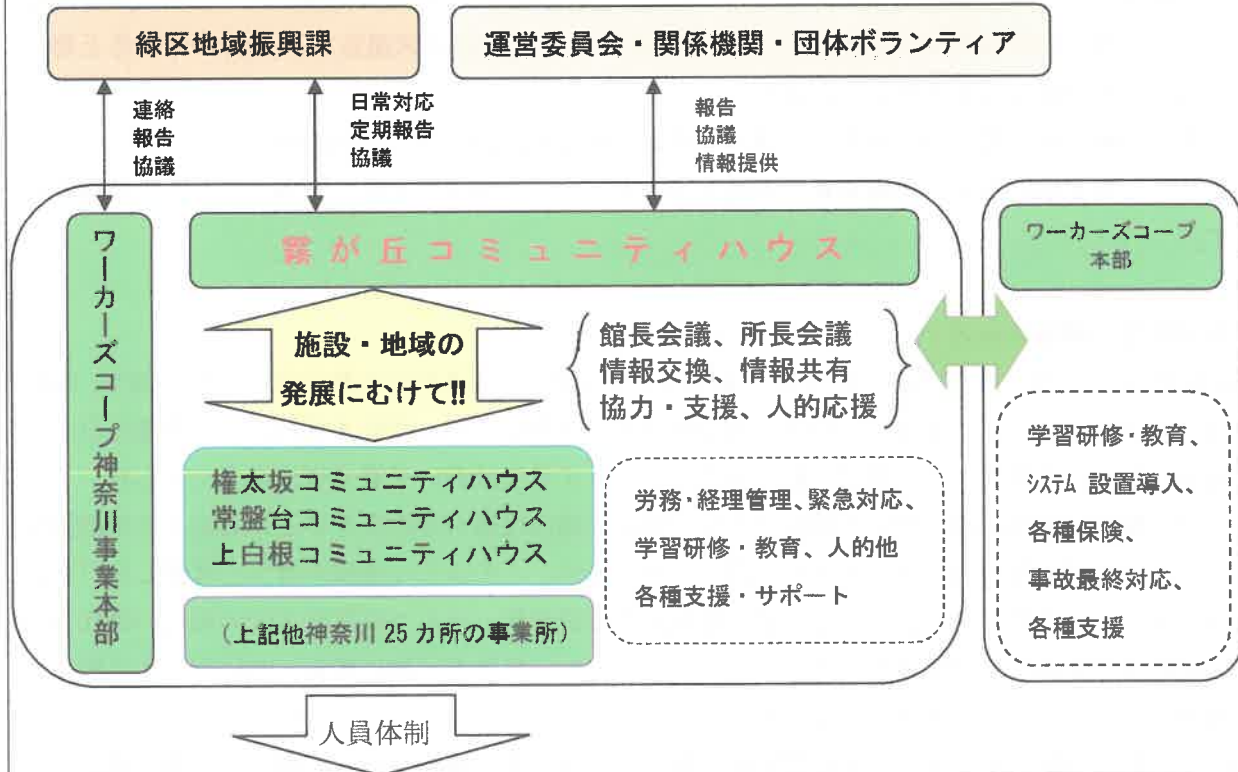 緑区地域振興課
運営委員会・関係機関・団体ボランティア
連絡
報告
協議
日常対応
定期報告
協議
報告
協議
情報提供
ワーカーズコープ神奈川事業本部
霧が丘コミュニティハウス
ワーカーズコープ
本部
施設・地域の
発展にむけて!!
館長会議、所長会議
情報交換、情報共有
協力・支援、人的応援
権太坂コミュニティハウス
常盤台コミュニティハウス
上白根コミュニティハウス
(上記他神奈川 25 カ所の事業所)
労務・経理管理、緊急対応、
学習研修・教育、人的他
各種支援・サポート
学習研修・教育、
システム 設置導入、
各種保険、
事故最終対応、
各種支援
人員体制